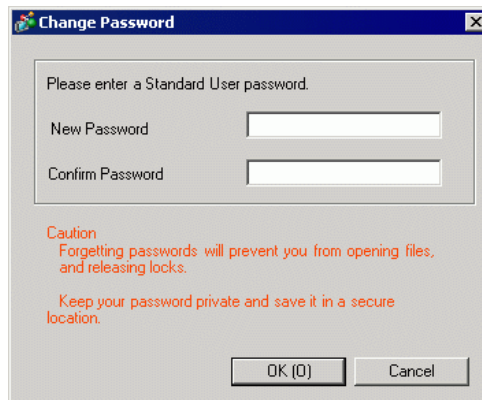 Change Password
Please enter a Standard User password.
New Password
Confirm Password
Caution
Forgetting passwords will prevent you from opening files,
and releasing locks.
Keep your password private and save it in a secure
location.
OK (O)
Cancel